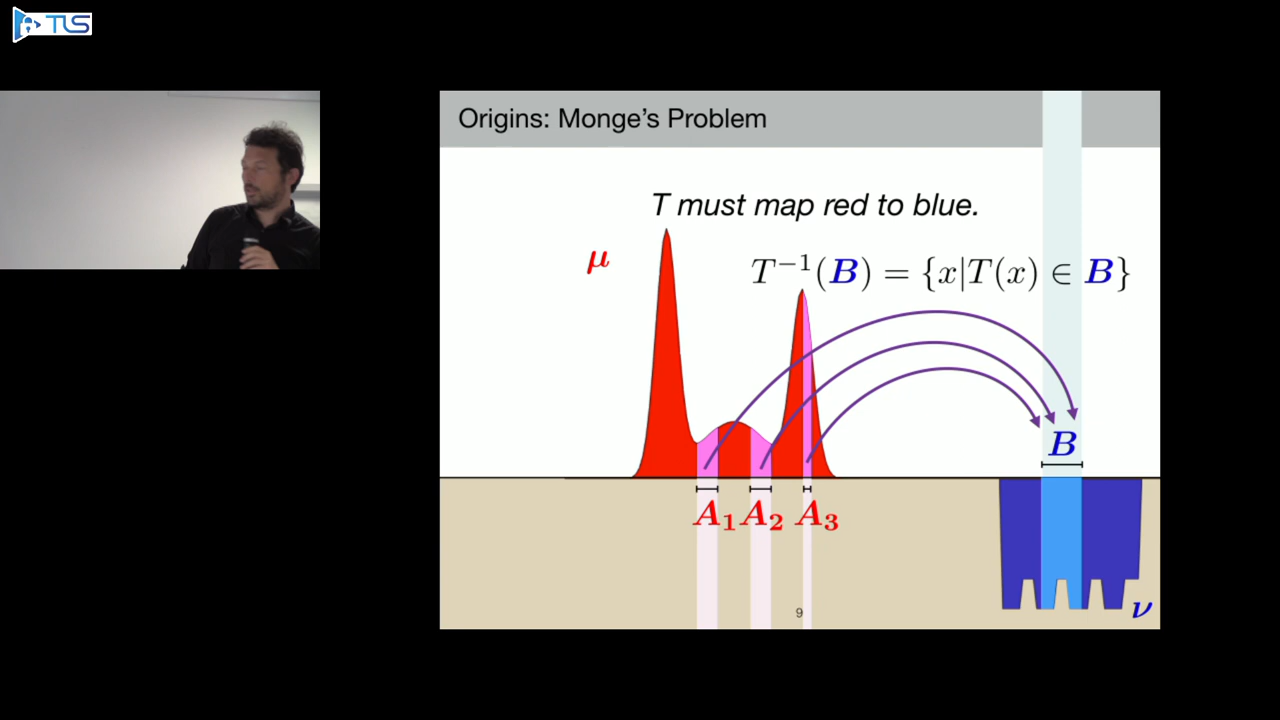 TLS
Origins: Monge's Problem
T must map red to blue.
μ
T⁻¹(B) = {x|T(x) ∈ B}
B
A₁ A₂ A₃
ν
9